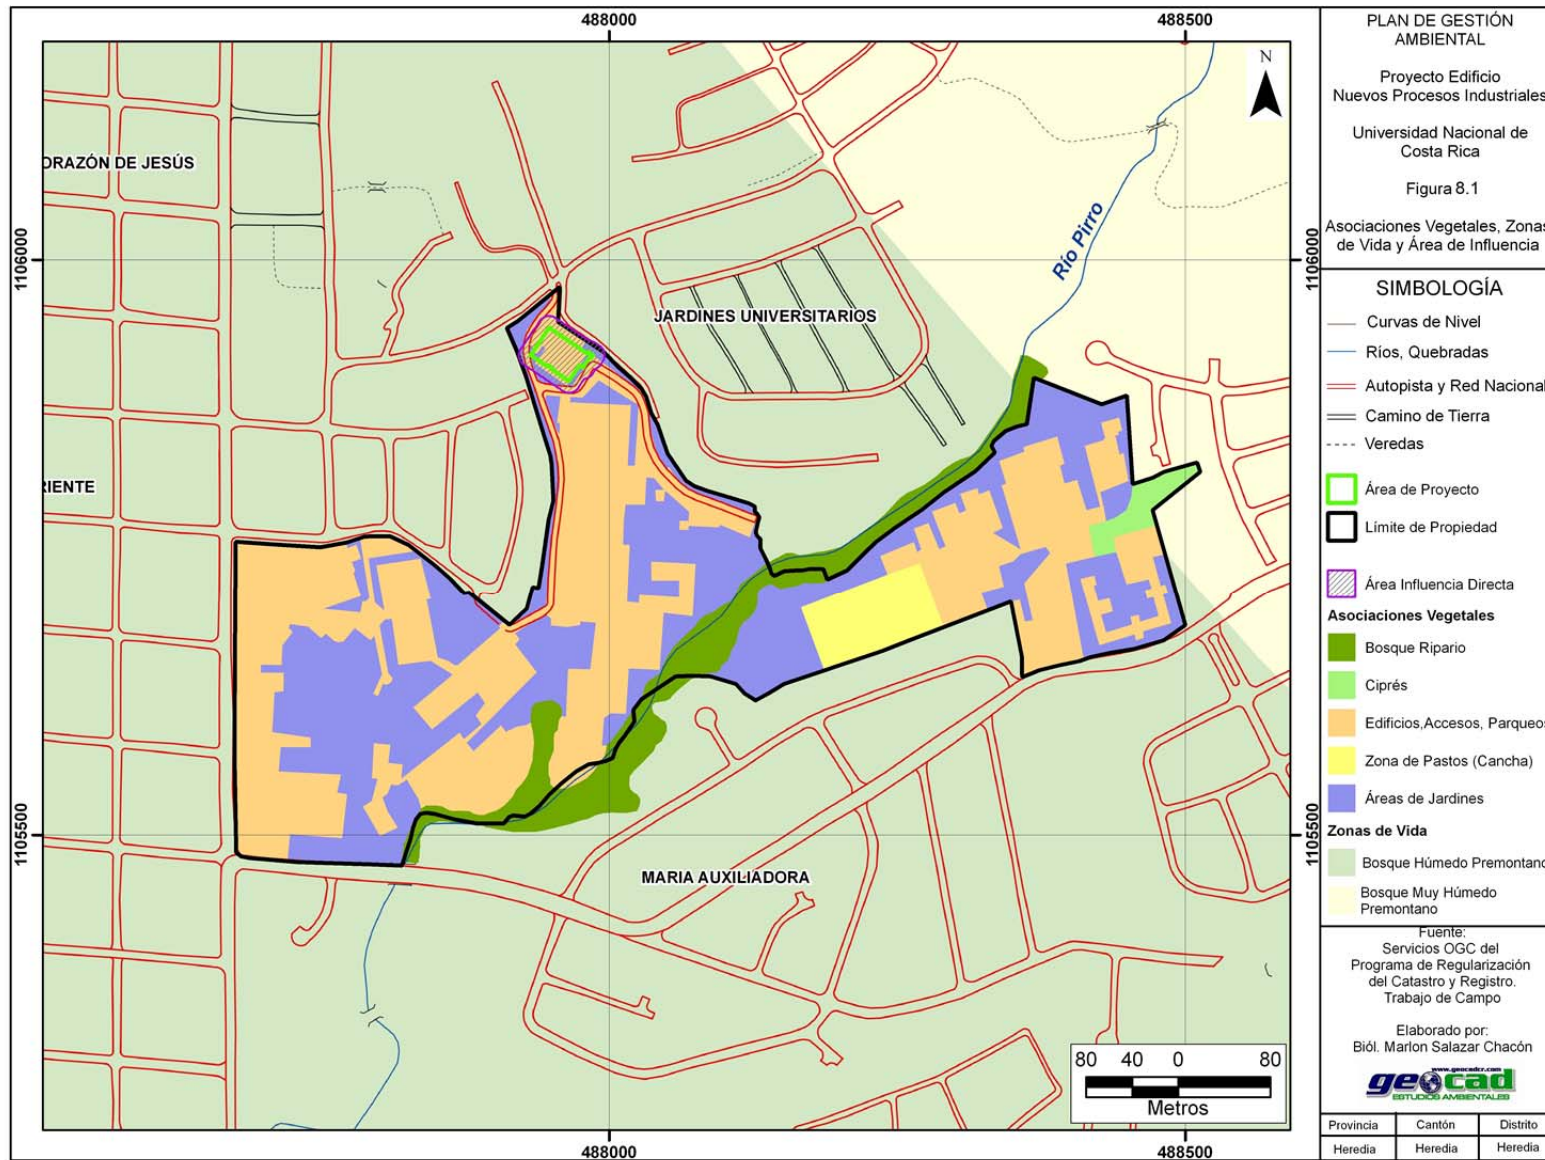 488000
488500
1106000
1105500
1106000
1105500
488000
488500
N
ORAZÓN DE JESÚS
Río Pirro
JARDINES UNIVERSITARIOS
RIENTE
MARIA AUXILIADORA
80 40 0 80
Metros
PLAN DE GESTIÓN
AMBIENTAL
Proyecto Edificio
Nuevos Procesos Industriales
Universidad Nacional de
Costa Rica
Figura 8.1
Asociaciones Vegetales, Zonas
de Vida y Área de Influencia
SIMBOLOGÍA
Curvas de Nivel
Ríos, Quebradas
Autopista y Red Nacional
Camino de Tierra
Veredas
Área de Proyecto
Límite de Propiedad
Área Influencia Directa
Asociaciones Vegetales
Bosque Ripario
Ciprés
Edificios,Accesos, Parqueos
Zona de Pastos (Cancha)
Áreas de Jardines
Zonas de Vida
Bosque Húmedo Premontano
Bosque Muy Húmedo
Premontano
Fuente:
Servicios OGC del
Programa de Regularización
del Catastro y Registro.
Trabajo de Campo
Elaborado por:
Biól. Marlon Salazar Chacón
www.geocadcr.com
geocad
ESTUDIOS AMBIENTALES
Provincia Cantón Distrito
Heredia Heredia Heredia